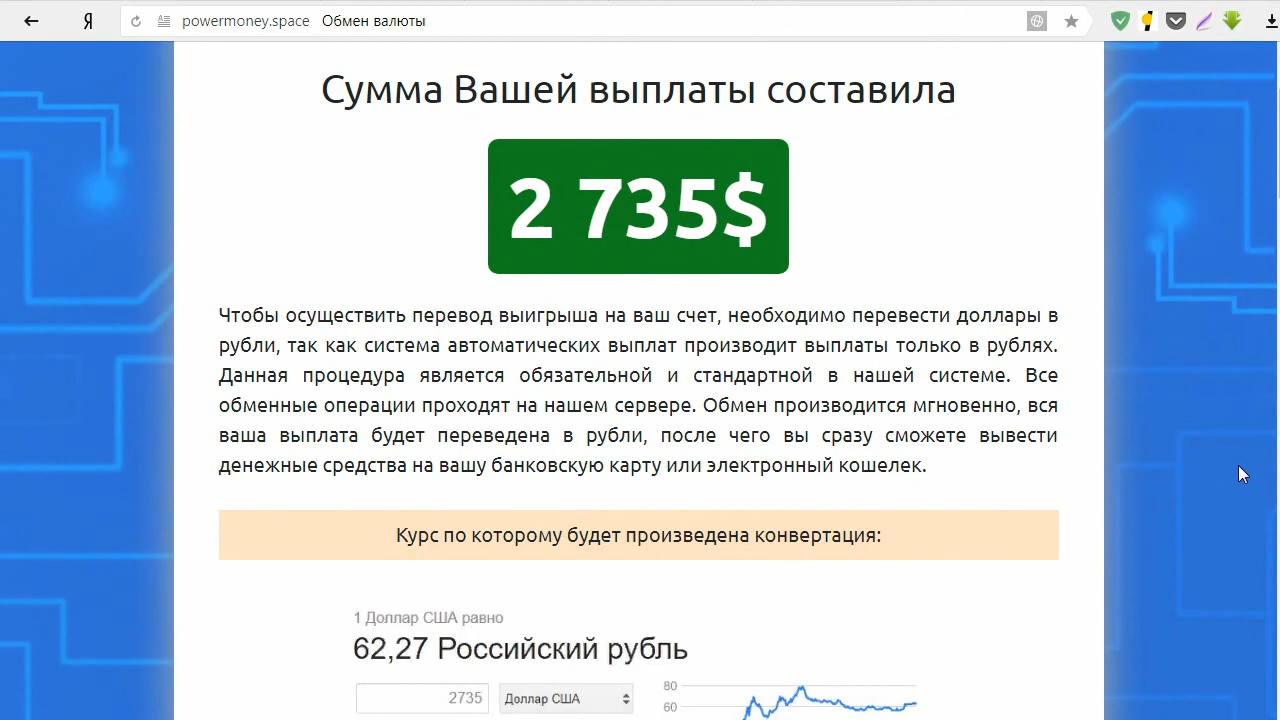 Я
powermoney.space Обмен валюты
Сумма Вашей выплаты составила
2 735$
Чтобы осуществить перевод выигрыша на ваш счет, необходимо перевести доллары в
рубли, так как система автоматических выплат производит выплаты только в рублях.
Данная процедура является обязательной и стандартной в нашей системе. Все
обменные операции проходят на нашем сервере. Обмен производится мгновенно, вся
ваша выплата будет переведена в рубли, после чего вы сразу сможете вывести
денежные средства на вашу банковскую карту или электронный кошелек.
Курс по которому будет произведена конвертация:
1 Доллар США равно
62,27 Российский рубль
2735 Доллар США
80
60